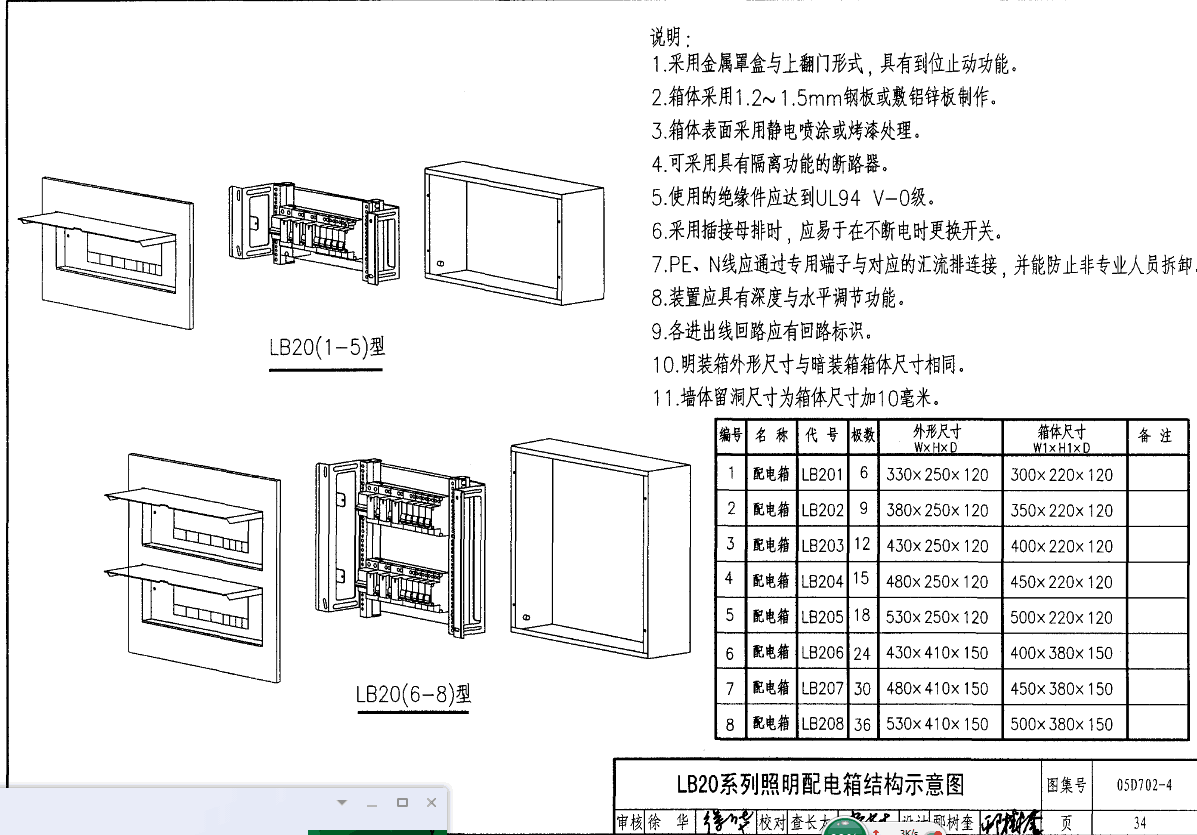 说明:
1.采用金属罩盒与上翻门形式，具有到位止动功能。
2.箱体采用1.2~1.5mm钢板或敷铝锌板制作。
3.箱体表面采用静电喷涂或烤漆处理。
4.可采用具有隔离功能的断路器。
5.使用的绝缘件应达到UL94 V-0级。
6.采用插接母排时，应易于在不断电时更换开关。
7.PE、N线应通过专用端子与对应的汇流排连接，并能防止非专业人员拆卸.
8.装置应具有深度与水平调节功能。
9.各进出线回路应有回路标识。
10.明装箱外形尺寸与暗装箱箱体尺寸相同。
11.墙体留洞尺寸为箱体尺寸加10毫米。
LB20(1-5)型
LB20(6-8)型
编号 名 称 代 号 极数 外形尺寸 W×H×D 箱体尺寸 W1×H1×D 备 注
1 配电箱 LB201 6 330×250×120 300×220×120
2 配电箱 LB202 9 380×250×120 350×220×120
3 配电箱 LB203 12 430×250×120 400×220×120
4 配电箱 LB204 15 480×250×120 450×220×120
5 配电箱 LB205 18 530×250×120 500×220×120
6 配电箱 LB206 24 430×410×150 400×380×150
7 配电箱 LB207 30 480×410×150 450×380×150
8 配电箱 LB208 36 530×410×150 500×380×150
LB20系列照明配电箱结构示意图 图集号 05D702-4
审核 徐 华 校对 查长 设计 树奎 页 34
3K/s